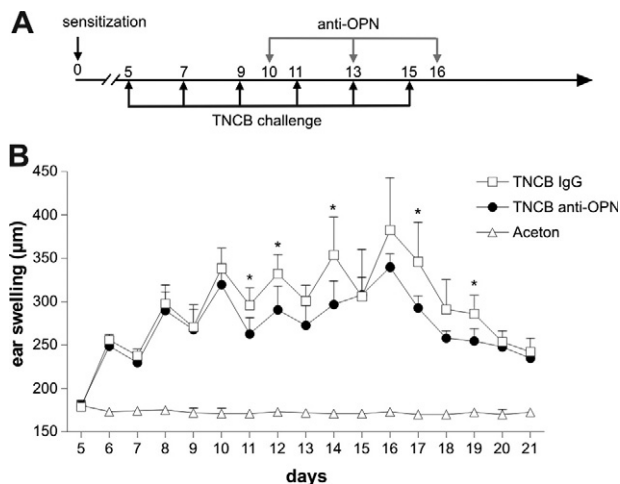 A
sensitization
anti-OPN
0 5 7 9 10 11 13 15 16
TNCB challenge
B
450
400
350
300
250
200
150
ear swelling (µm)
* * * * *
TNCB IgG
TNCB anti-OPN
Aceton
5 6 7 8 9 10 11 12 13 14 15 16 17 18 19 20 21
days